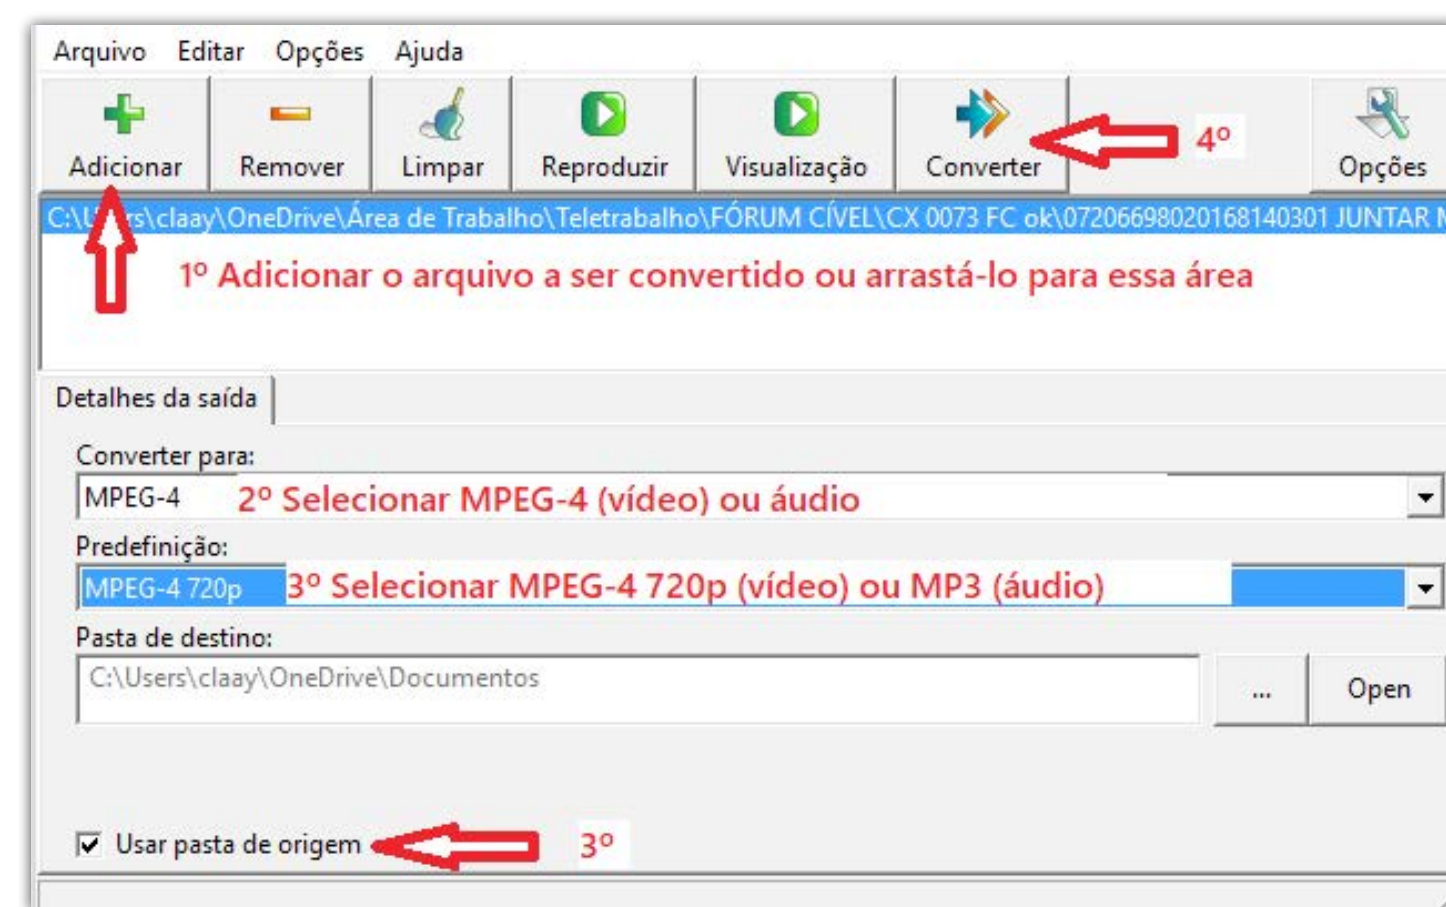 Arquivo Editar Opções Ajuda
Adicionar Remover Limpar Reproduzir Visualização Converter 4º Opções
C:\Users\claay\OneDrive\Área de Trabalho\Teletrabalho\FÓRUM CÍVEL\CX 0073 FC ok\07206698020168140301 JUNTAR
1º Adicionar o arquivo a ser convertido ou arrastá-lo para essa área
Detalhes da saída
Converter para:
MPEG-4 2º Selecionar MPEG-4 (vídeo) ou áudio
Predefinição:
MPEG-4 720p 3º Selecionar MPEG-4 720p (vídeo) ou MP3 (áudio)
Pasta de destino:
C:\Users\claay\OneDrive\Documentos ... Open
Usar pasta de origem 3º